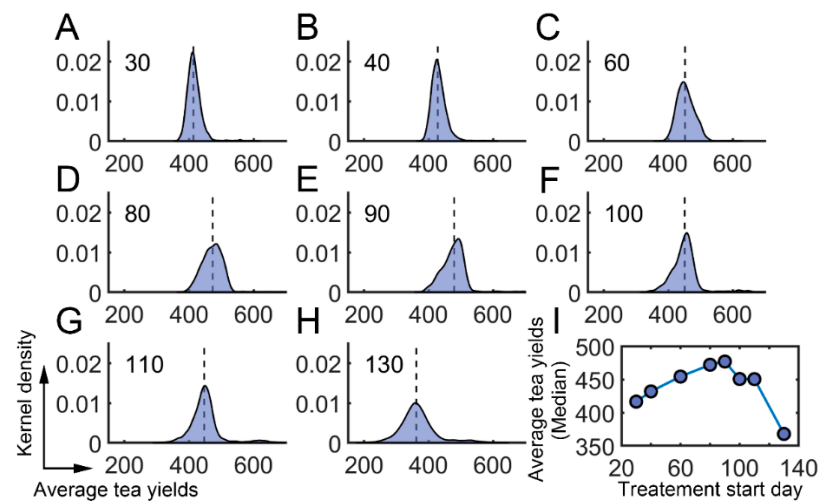 A
30
0.02
0.01
0
200 400 600
B
40
0.02
0.01
0
200 400 600
C
60
0.02
0.01
0
200 400 600
D
80
0.02
0.01
0
200 400 600
E
90
0.02
0.01
0
200 400 600
F
100
0.02
0.01
0
200 400 600
G
110
0.02
0.01
0
200 400 600
Kernel density
Average tea yields
H
130
0.02
0.01
0
200 400 600
I
Average tea yields
(Median)
500
450
400
350
20 60 100 140
Treatement start day